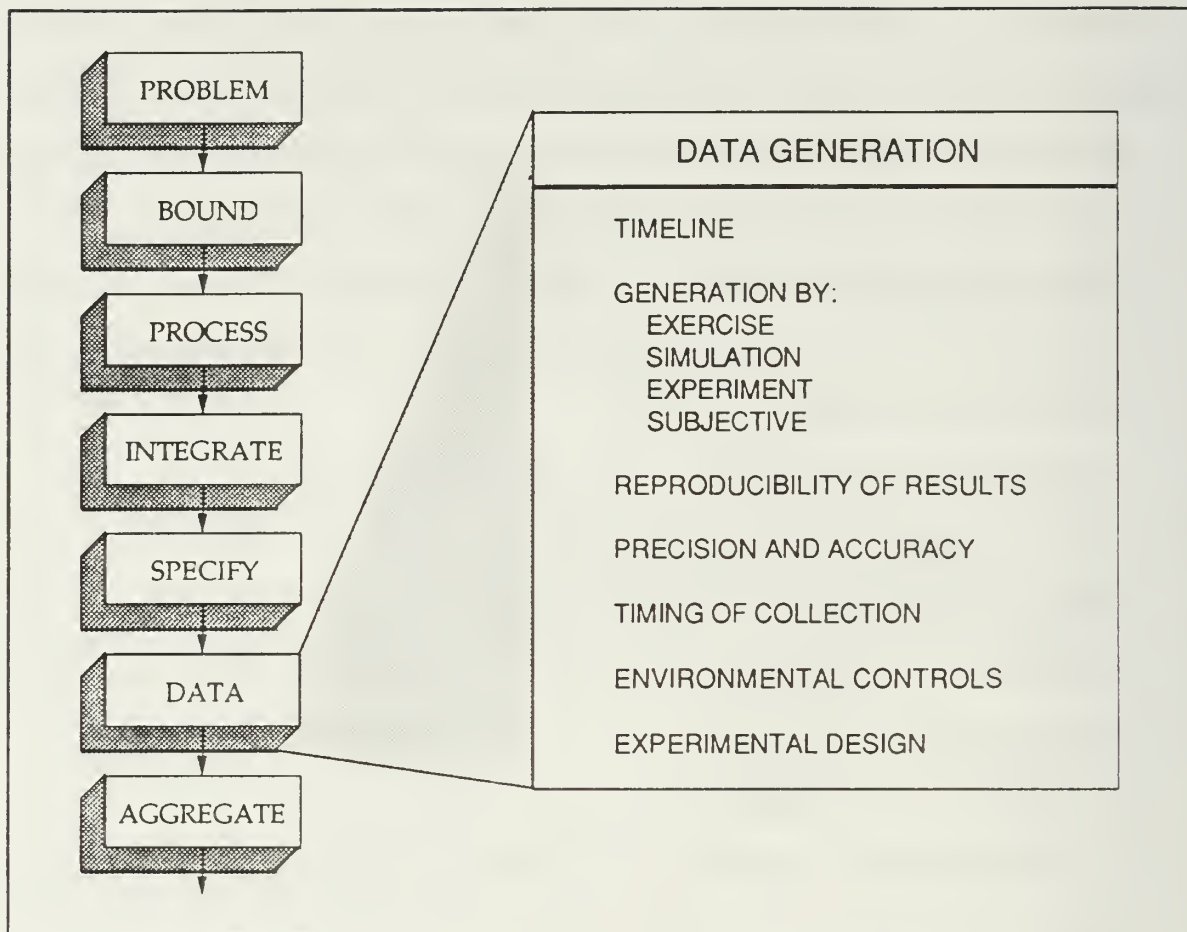 PROBLEM
BOUND
PROCESS
INTEGRATE
SPECIFY
DATA
AGGREGATE
DATA GENERATION
TIMELINE
GENERATION BY:
EXERCISE
SIMULATION
EXPERIMENT
SUBJECTIVE
REPRODUCIBILITY OF RESULTS
PRECISION AND ACCURACY
TIMING OF COLLECTION
ENVIRONMENTAL CONTROLS
EXPERIMENTAL DESIGN